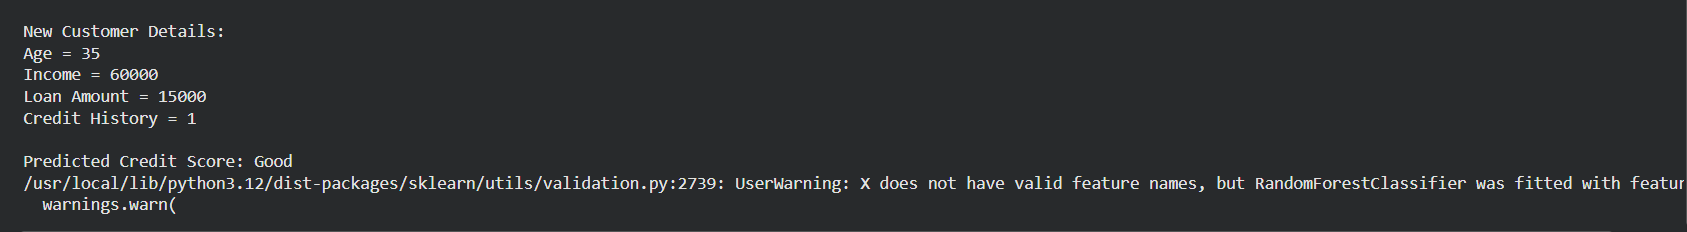 New Customer Details:
Age = 35
Income = 60000
Loan Amount = 15000
Credit History = 1
Predicted Credit Score: Good
/usr/local/lib/python3.12/dist-packages/sklearn/utils/validation.py:2739: UserWarning: X does not have valid feature names, but RandomForestClassifier was fitted with featur
warnings.warn(